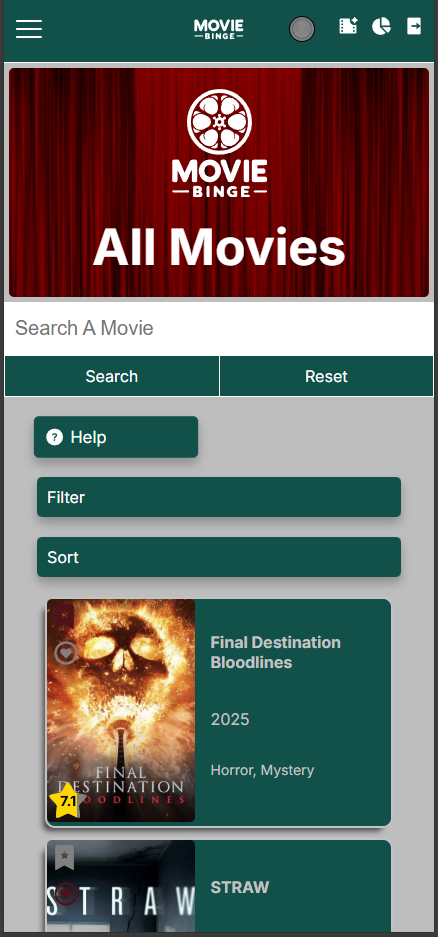 MOVIE
BINGE
MOVIE
BINGE
All Movies
Search A Movie
Search
Reset
? Help
Filter
Sort
Final Destination
Bloodlines
2025
Horror, Mystery
FINAL
DESTINATION
BLOODLINES
7.1
STRAW
STRAW